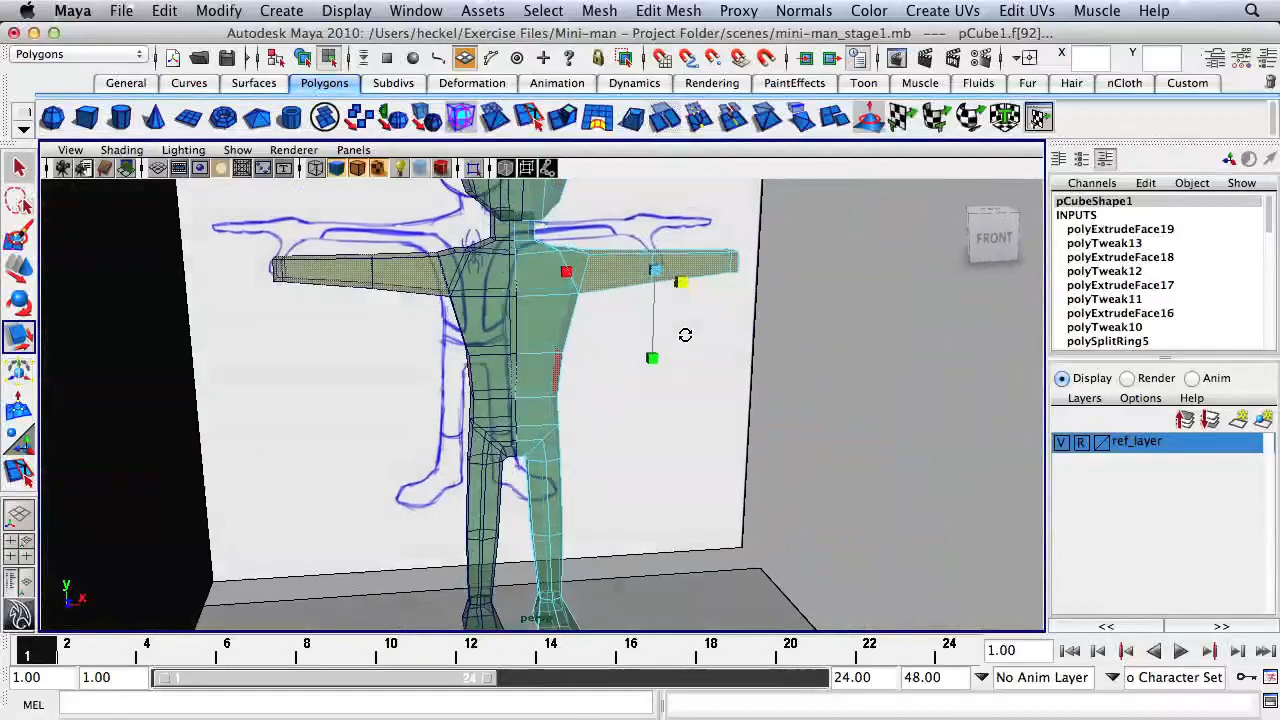 Maya File Edit Modify Create Display Window Assets Select Mesh Edit Mesh Proxy Normals Color Create UVs Edit UVs Muscle Help
Autodesk Maya 2010: /Users/heckel/Exercise Files/Mini-man – Project Folder/scenes/mini-man_stage1.mb --- pCube1.f[92]...
Polygons X Y
General Curves Surfaces Polygons Subdivs Deformation Animation Dynamics Rendering PaintEffects Toon Muscle Fluids Fur Hair nCloth Custom
View Shading Lighting Show Renderer Panels
Channels Edit Object Show
pCubeShape1
INPUTS
polyExtrudeFace19
polyTweak13
polyExtrudeFace18
polyTweak12
polyExtrudeFace17
polyTweak11
polyExtrudeFace16
polyTweak10
polySplitRing5
FRONT
Display Render Anim
Layers Options Help
V R ref_layer
y
x
persp
<< >>
1 2 4 6 8 10 12 14 16 18 20 22 24 1.00
1.00 1.00 1 24 24.00 48.00 No Anim Layer o Character Set
MEL